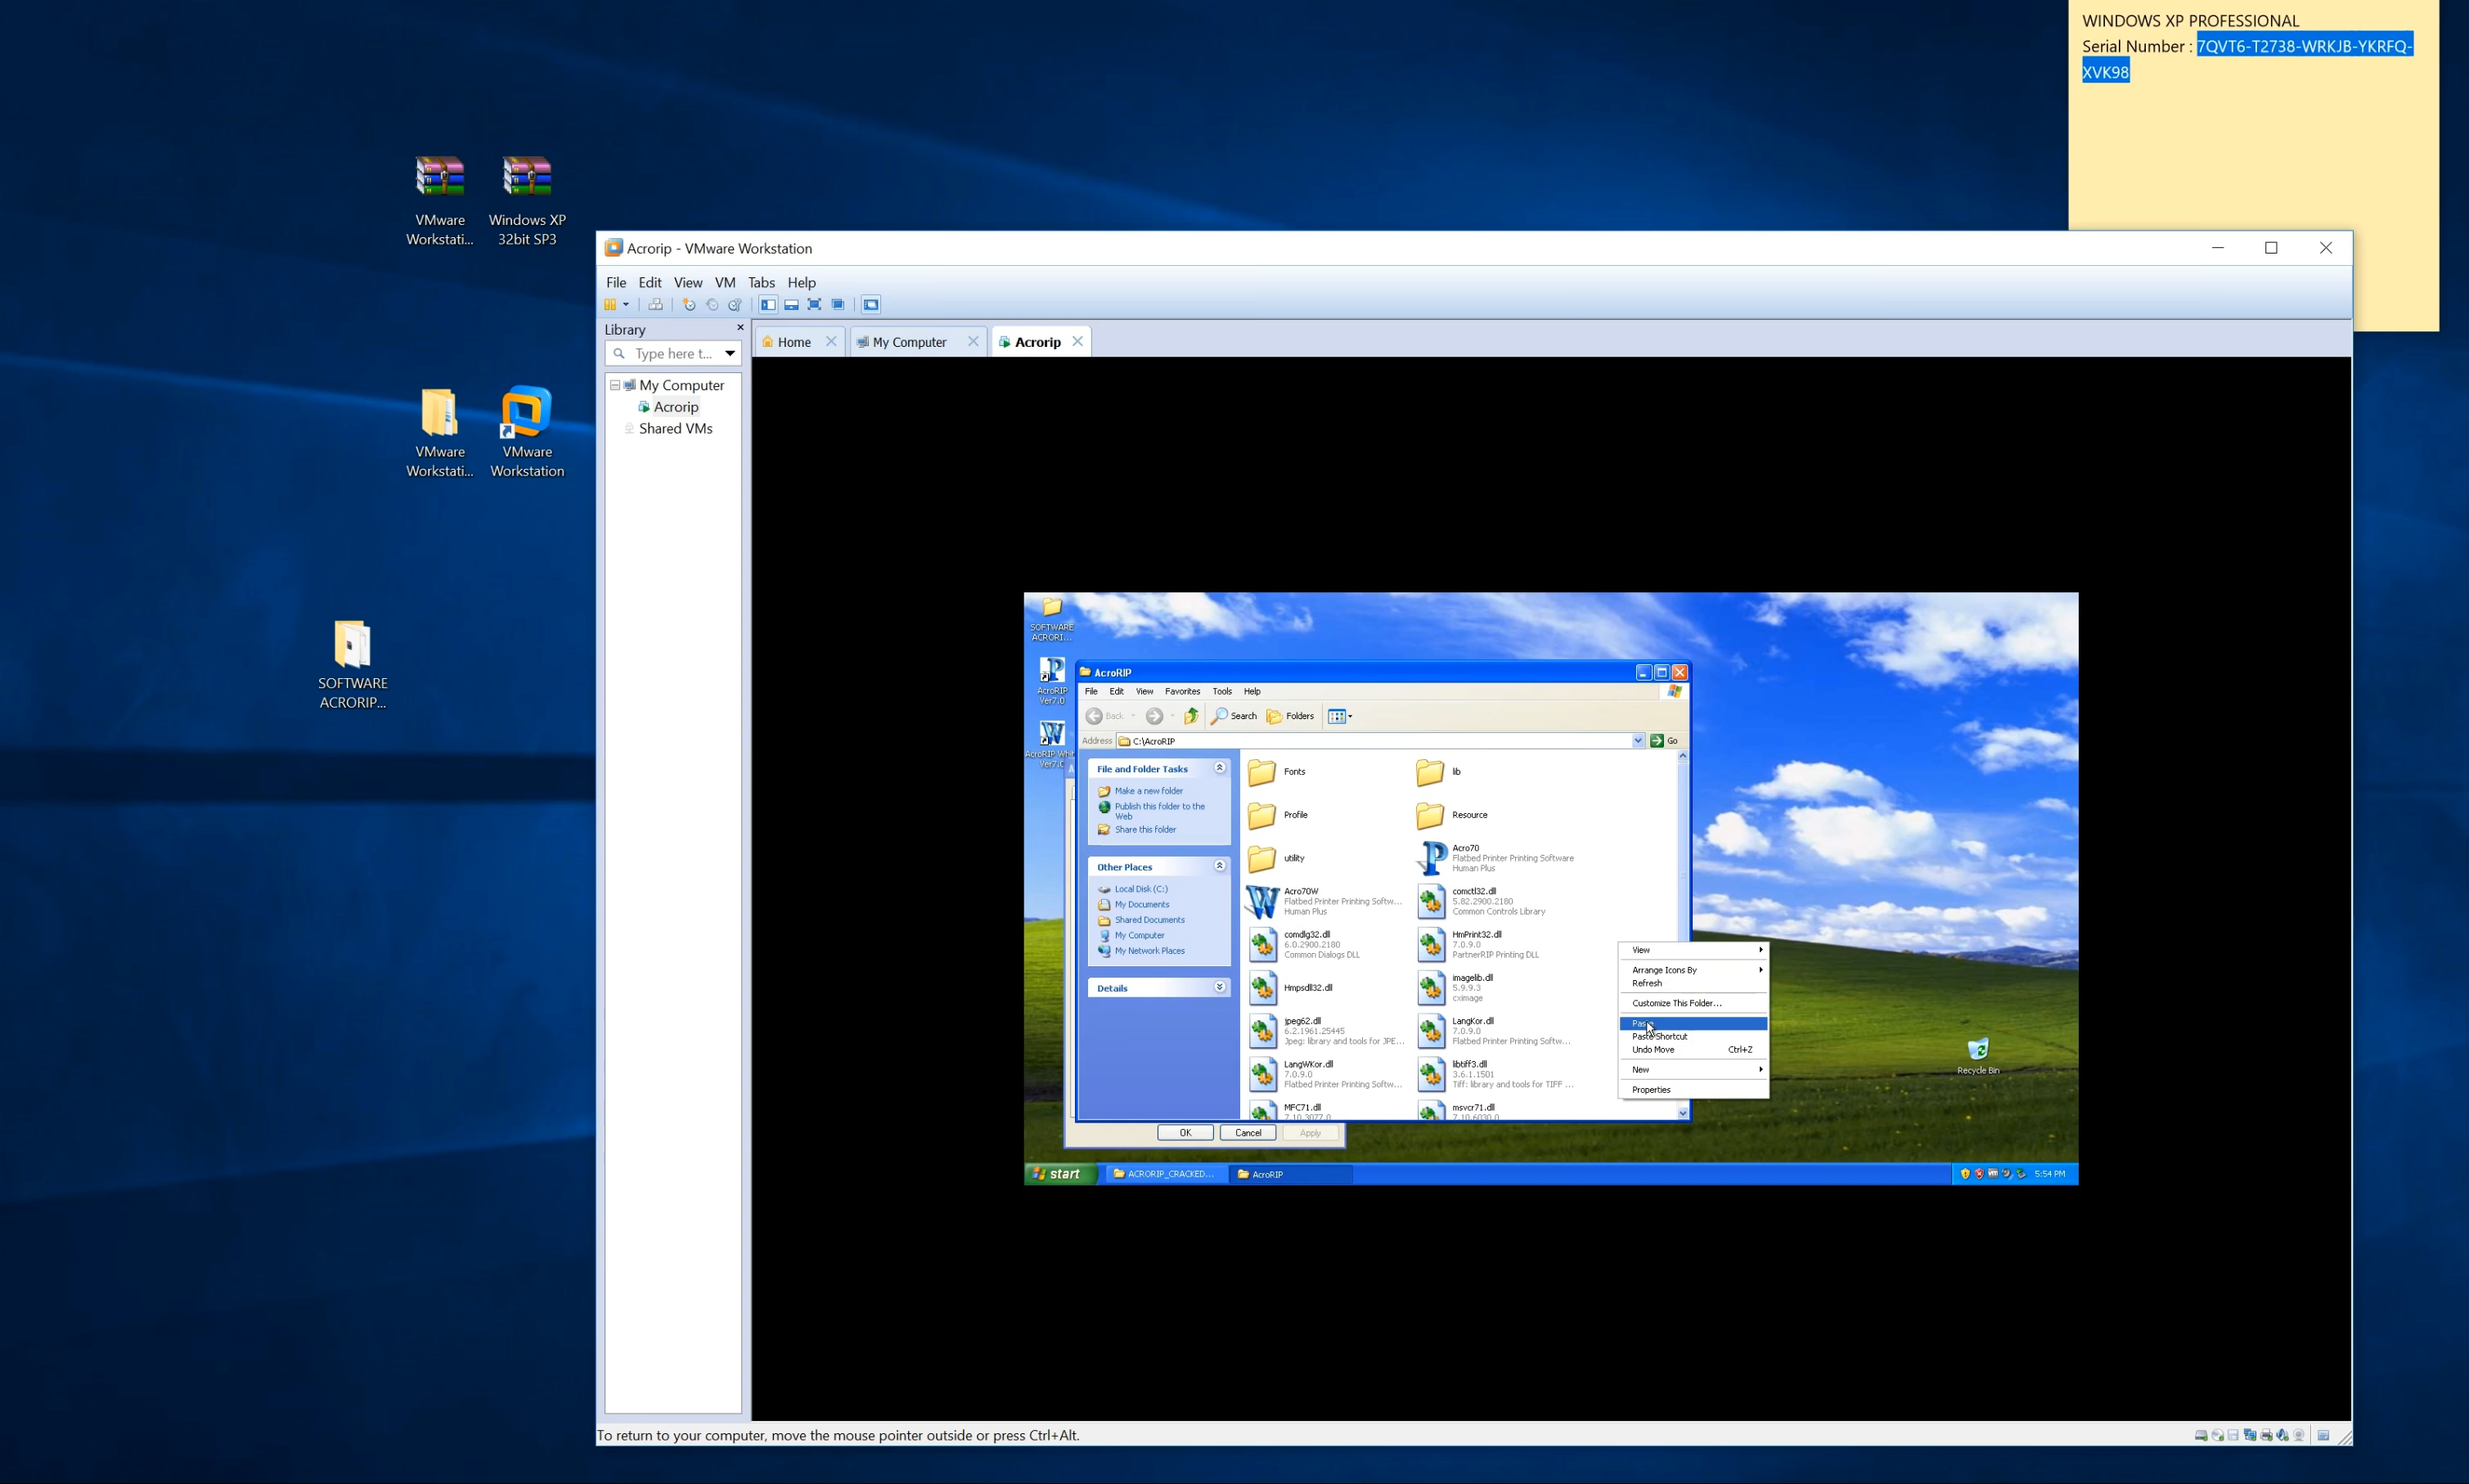 WINDOWS XP PROFESSIONAL
Serial Number : 7QVT6-T2738-WRKJB-YKRFQ-
XVK98
VMware
Workstati...
Windows XP
32bit SP3
VMware
Workstati...
VMware
Workstation
SOFTWARE
ACRORIP...
Acrorip - VMware Workstation
File Edit View VM Tabs Help
Library
Type here t...
My Computer
Acrorip
Shared VMs
Home
My Computer
Acrorip
SOFTWARE
ACRORI...
AcroRIP
Ver7.0
AcroRIP Whi
Ver7.0
AcroRIP
File Edit View Favorites Tools Help
Back
Search
Folders
Address C:\AcroRIP
Go
File and Folder Tasks
Make a new folder
Publish this folder to the
Web
Share this folder
Other Places
Local Disk (C:)
My Documents
Shared Documents
My Computer
My Network Places
Details
Fonts
lib
Profile
Resource
utility
Acro70
Flatbed Printer Printing Software
Human Plus
Acro70W
Flatbed Printer Printing Softw...
Human Plus
comctl32.dll
5.82.2900.2180
Common Controls Library
comdlg32.dll
6.0.2900.2180
Common Dialogs DLL
HmPrint32.dll
7.0.9.0
PartnerRIP Printing DLL
Hmpsdll32.dll
imagelib.dll
5.9.9.3
cximage
jpeg62.dll
6.2.1961.25445
Jpeg: library and tools for JPE...
LangKor.dll
7.0.9.0
Flatbed Printer Printing Softw...
LangWKor.dll
7.0.9.0
Flatbed Printer Printing Softw...
libtiff3.dll
3.6.1.1501
Tiff: library and tools for TIFF ...
MFC71.dll
7.10.3077.0
msvcr71.dll
7.10.6030.0
View
Arrange Icons By
Refresh
Customize This Folder...
Paste
Paste Shortcut
Undo Move Ctrl+Z
New
Properties
Recycle Bin
OK
Cancel
Apply
start
ACRORIP_CRACKED...
AcroRIP
5:54 PM
To return to your computer, move the mouse pointer outside or press Ctrl+Alt.